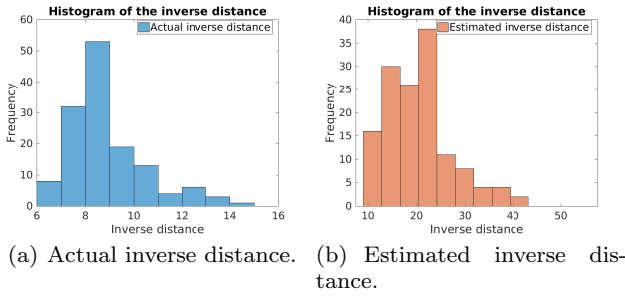 Histogram of the inverse distance
Actual inverse distance
60
50
40
30
20
10
0
Frequency
6 8 10 12 14 16
Inverse distance
(a) Actual inverse distance.
Histogram of the inverse distance
Estimated inverse distance
40
35
30
25
20
15
10
5
0
Frequency
10 20 30 40 50
Inverse distance
(b) Estimated inverse dis-
tance.